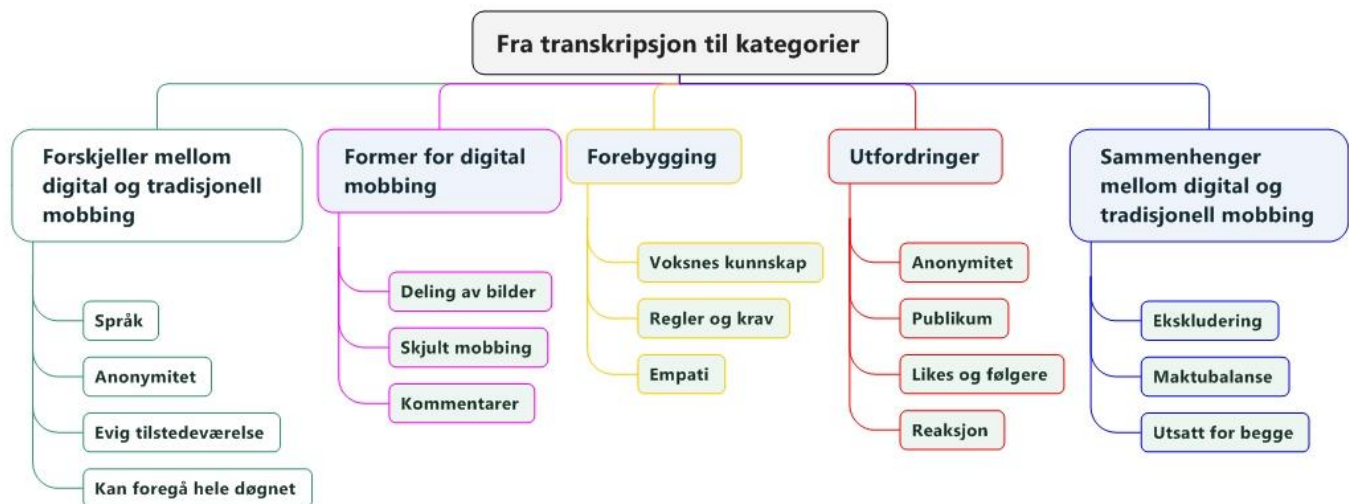 Fra transkripsjon til kategorier
Forskjeller mellom
digital og tradisjonell
mobbing
Språk
Anonymitet
Evig tilstedeværelse
Kan foregå hele døgnet
Former for digital
mobbing
Deling av bilder
Skjult mobbing
Kommentarer
Forebygging
Voksnes kunnskap
Regler og krav
Empati
Utfordringer
Anonymitet
Publikum
Likes og følgere
Reaksjon
Sammenhenger
mellom digital og
tradisjonell mobbing
Ekskludering
Maktubalanse
Utsatt for begge